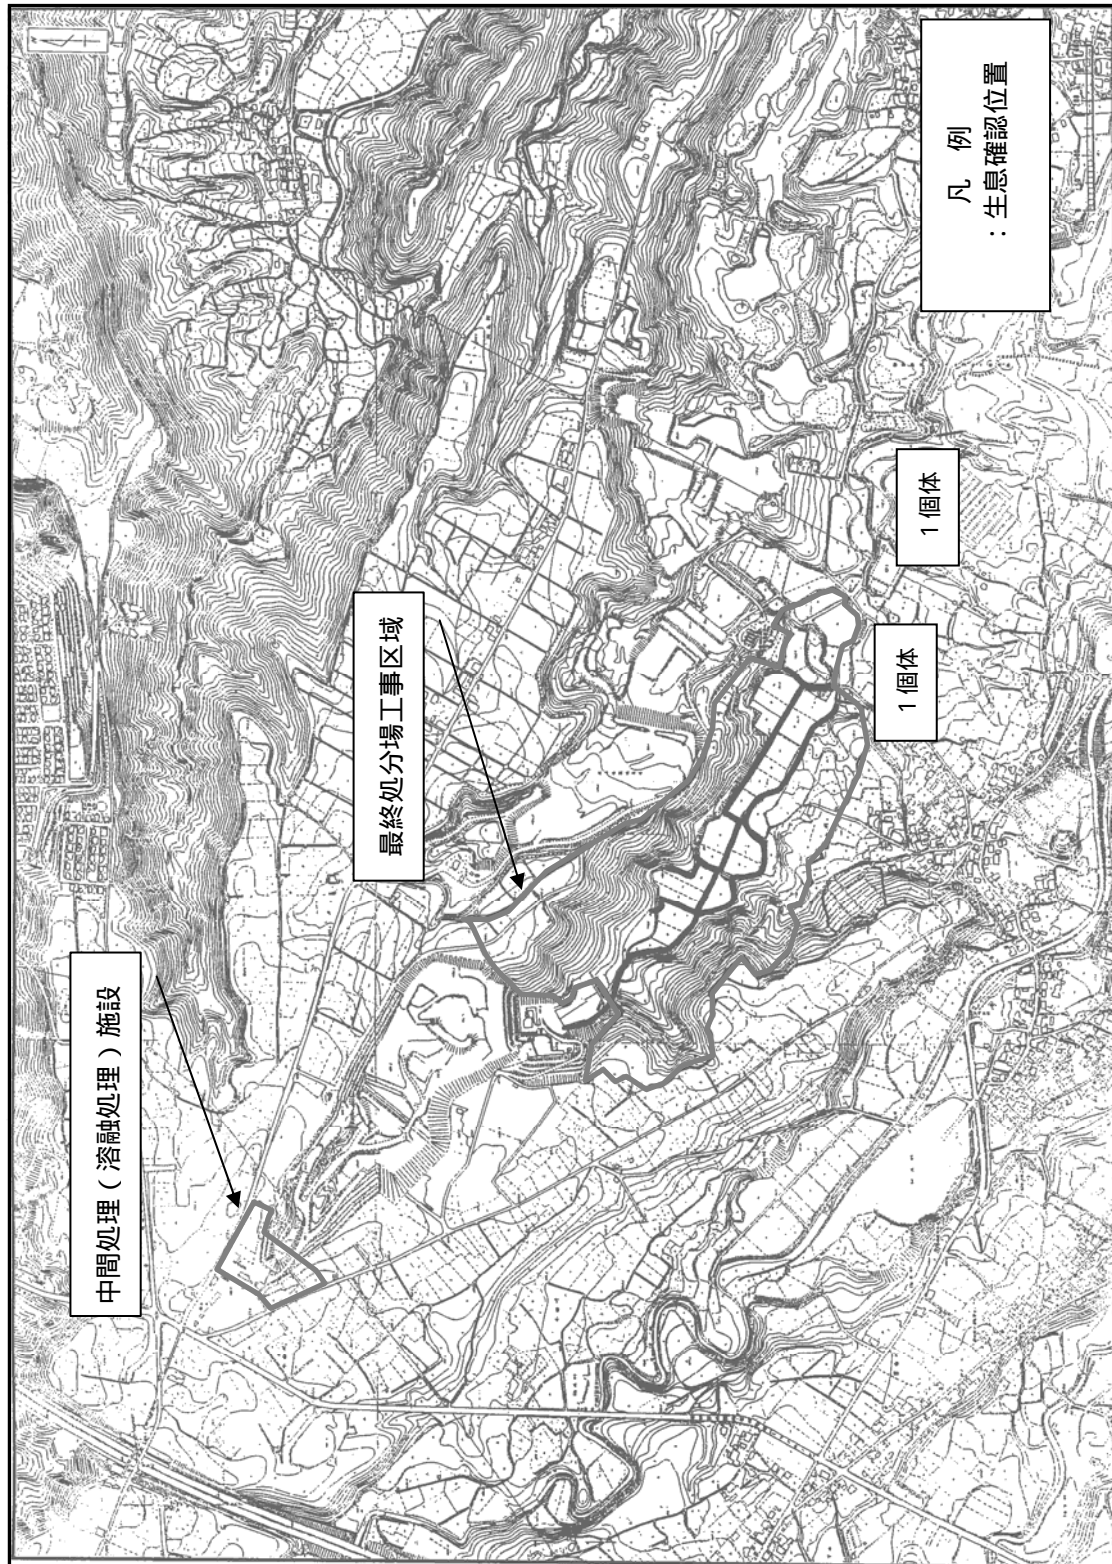 中間処理（溶融処理）施設
最終処分場工事区域
１個体
１個体
凡　例
：生息確認位置